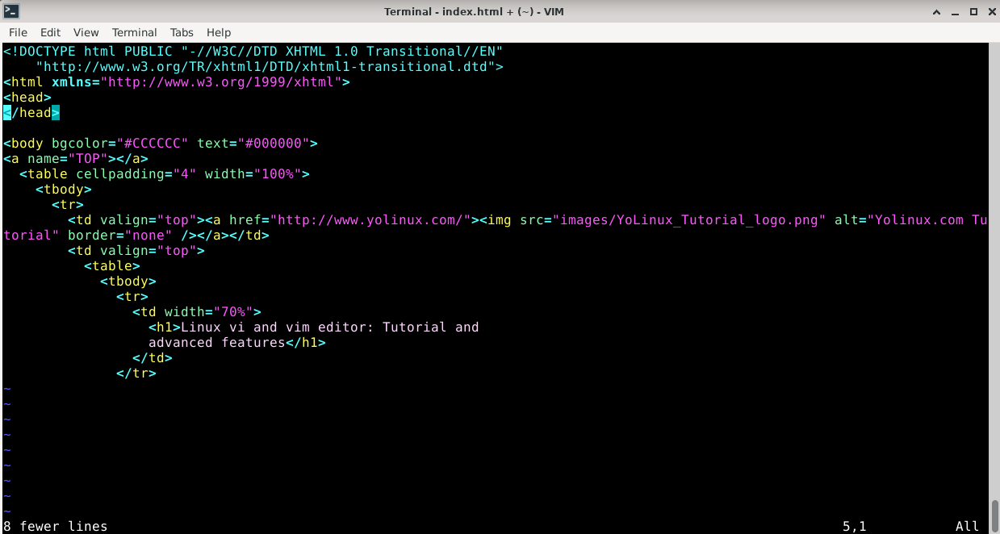 Terminal - index.html + (~) - VIM
File Edit View Terminal Tabs Help
<!DOCTYPE html PUBLIC "-//W3C//DTD XHTML 1.0 Transitional//EN"
    "http://www.w3.org/TR/xhtml1/DTD/xhtml1-transitional.dtd">
<html xmlns="http://www.w3.org/1999/xhtml">
<head>
</head>

<body bgcolor="#CCCCCC" text="#000000">
<a name="TOP"></a>
  <table cellpadding="4" width="100%">
    <tbody>
      <tr>
        <td valign="top"><a href="http://www.yolinux.com/"><img src="images/YoLinux_Tutorial_logo.png" alt="Yolinux.com Tu
torial" border="none" /></a></td>
        <td valign="top">
          <table>
            <tbody>
              <tr>
                <td width="70%">
                  <h1>Linux vi and vim editor: Tutorial and
                  advanced features</h1>
                </td>
              </tr>
~
~
~
~
~
~
~
~
~
8 fewer lines 5,1 All